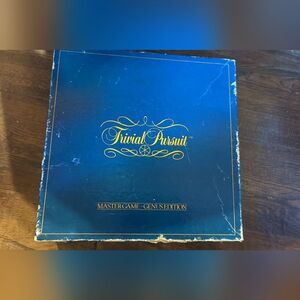 Trivial Pursuit
MASTER GAME - GENUS EDITION